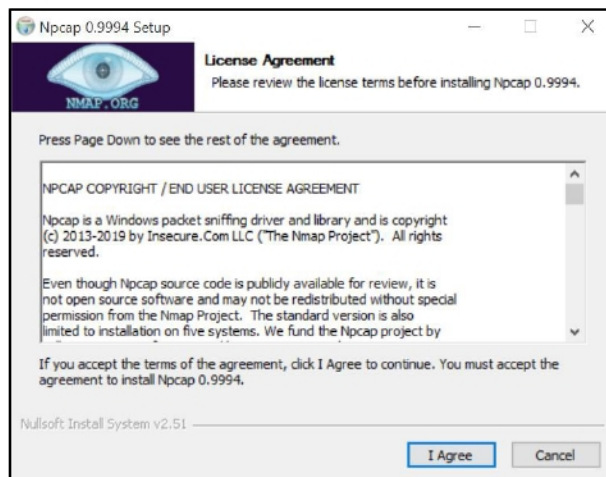 Npcap 0.9994 Setup
NMAP.ORG
License Agreement
Please review the license terms before installing Npcap 0.9994.
Press Page Down to see the rest of the agreement.
NPCAP COPYRIGHT / END USER LICENSE AGREEMENT
Npcap is a Windows packet sniffing driver and library and is copyright
(c) 2013-2019 by Insecure.Com LLC ("The Nmap Project").  All rights
reserved.
Even though Npcap source code is publicly available for review, it is
not open source software and may not be redistributed without special
permission from the Nmap Project.  The standard version is also
limited to installation on five systems. We fund the Npcap project by
If you accept the terms of the agreement, click I Agree to continue. You must accept the
agreement to install Npcap 0.9994.
Nullsoft Install System v2.51
I Agree
Cancel